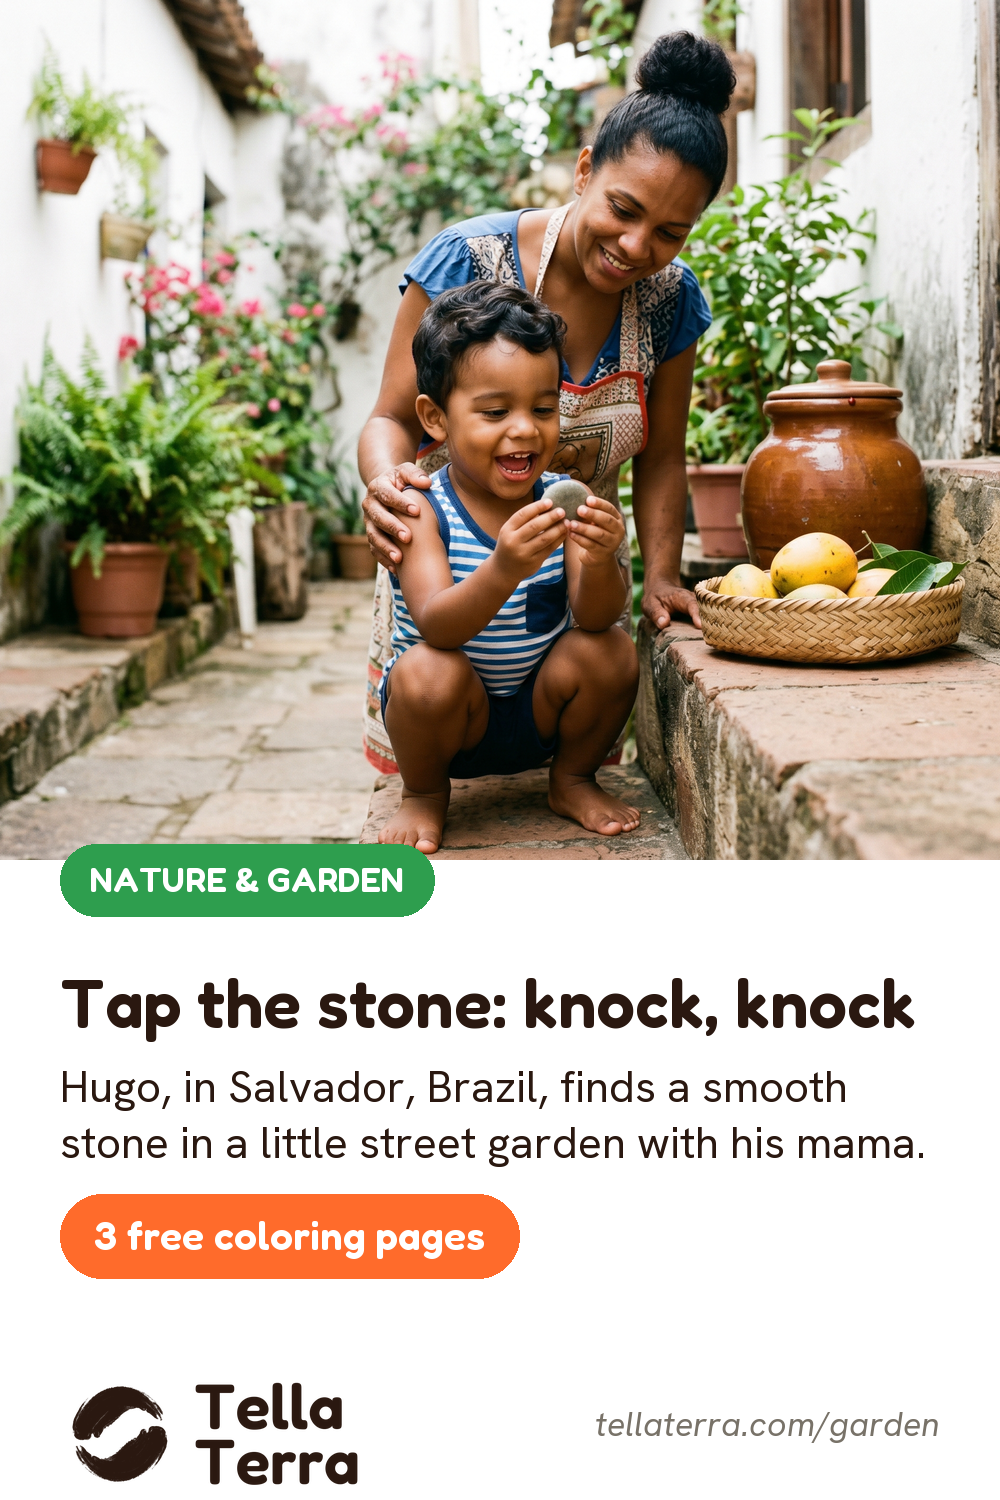 NATURE & GARDEN
Tap the stone: knock, knock
Hugo, in Salvador, Brazil, finds a smooth
stone in a little street garden with his mama.
3 free coloring pages
Tella
Terra
tellaterra.com/garden